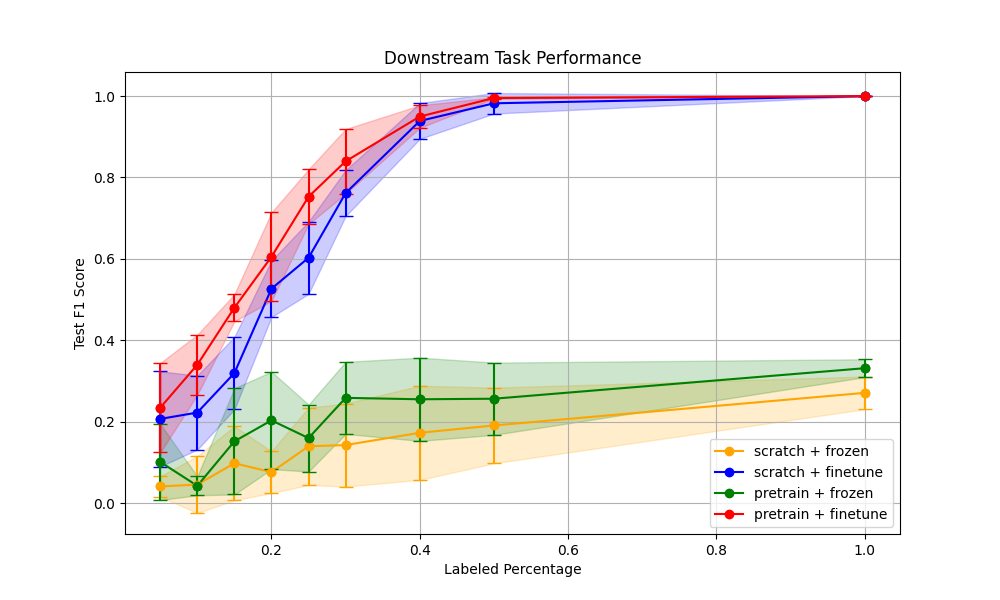 Downstream Task Performance
Test F1 Score
1.0
0.8
0.6
0.4
0.2
0.0
0.2 0.4 0.6 0.8 1.0
Labeled Percentage
scratch + frozen
scratch + finetune
pretrain + frozen
pretrain + finetune